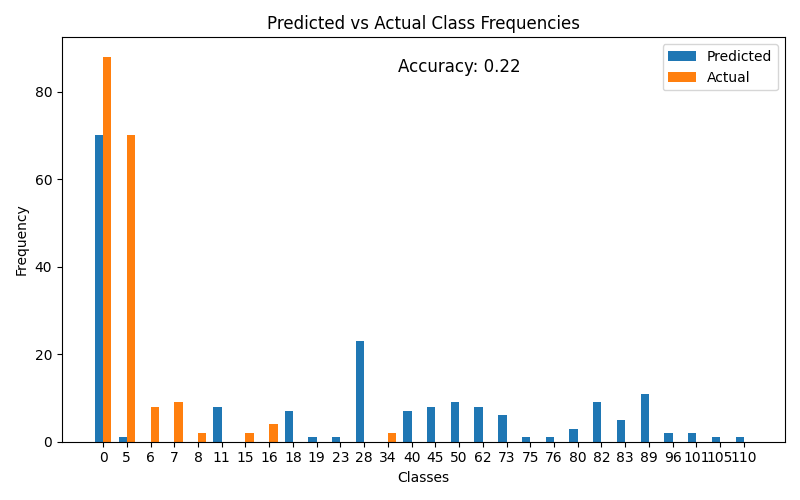 Predicted vs Actual Class Frequencies
Accuracy: 0.22
Predicted
Actual
80
60
40
20
0
Frequency
0 5 6 7 8 11 15 16 18 19 23 28 34 40 45 50 62 73 75 76 80 82 83 89 96 101 105 110
Classes